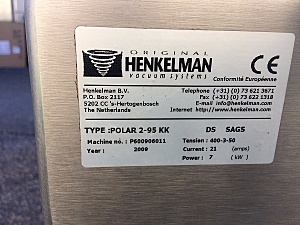 ORIGINAL
HENKELMAN
vacuum systems
CE
Conformité Européenne
Henkelman B.V.
P.O. Box 2117
5202 CC 's-Hertogenbosch
The Netherlands
Telephone (+31) (0) 73 621 3671
Fax (+31) (0) 73 622 1318
E-mail info@henkelman.com
Internet http://www.henkelman.com
TYPE : POLAR 2-95 KK DS SAGS
Machine no. : P600906011 Tension : 400-3-50
Year : 2009 Current : 21 (amps)
Power : 7 (kW)